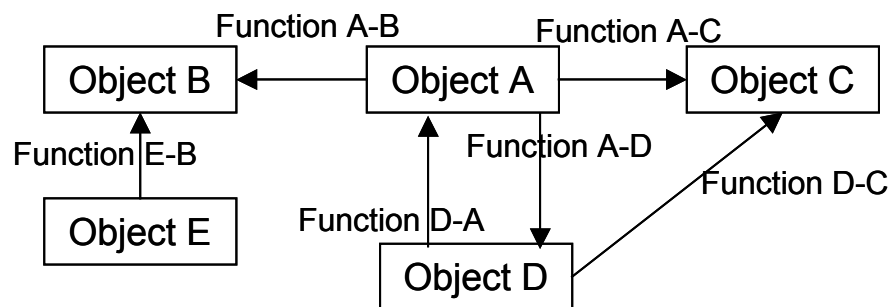 Function A-B
Function A-C
Object B
Object A
Object C
Function E-B
Function A-D
Function D-C
Object E
Function D-A
Object D